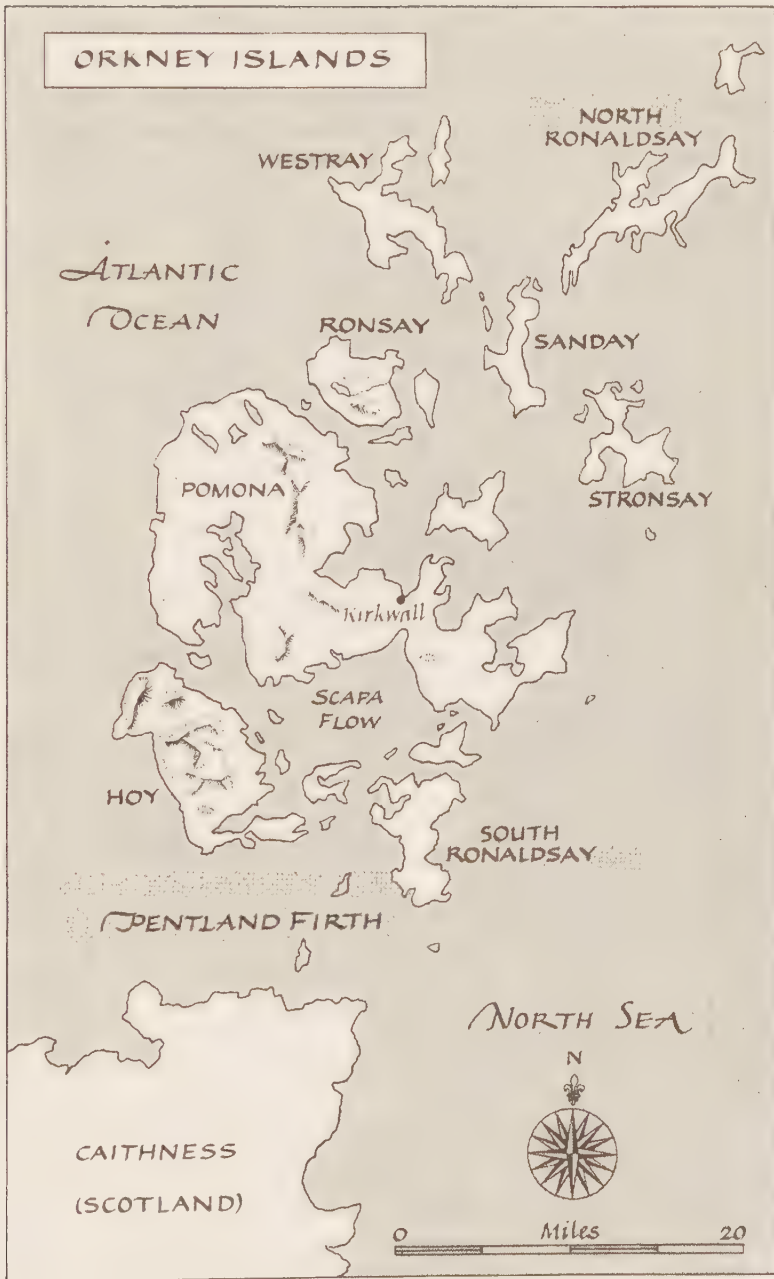 ORKNEY ISLANDS
NORTH
RONALDSAY
WESTRAY
ATLANTIC
OCEAN
RONSAY
SANDAY
POMONA
STRONSAY
Kirkwall
SCAPA
FLOW
HOY
SOUTH
RONALDSAY
PENTLAND FIRTH
NORTH SEA
N
CAITHNESS
(SCOTLAND)
0 Miles 20